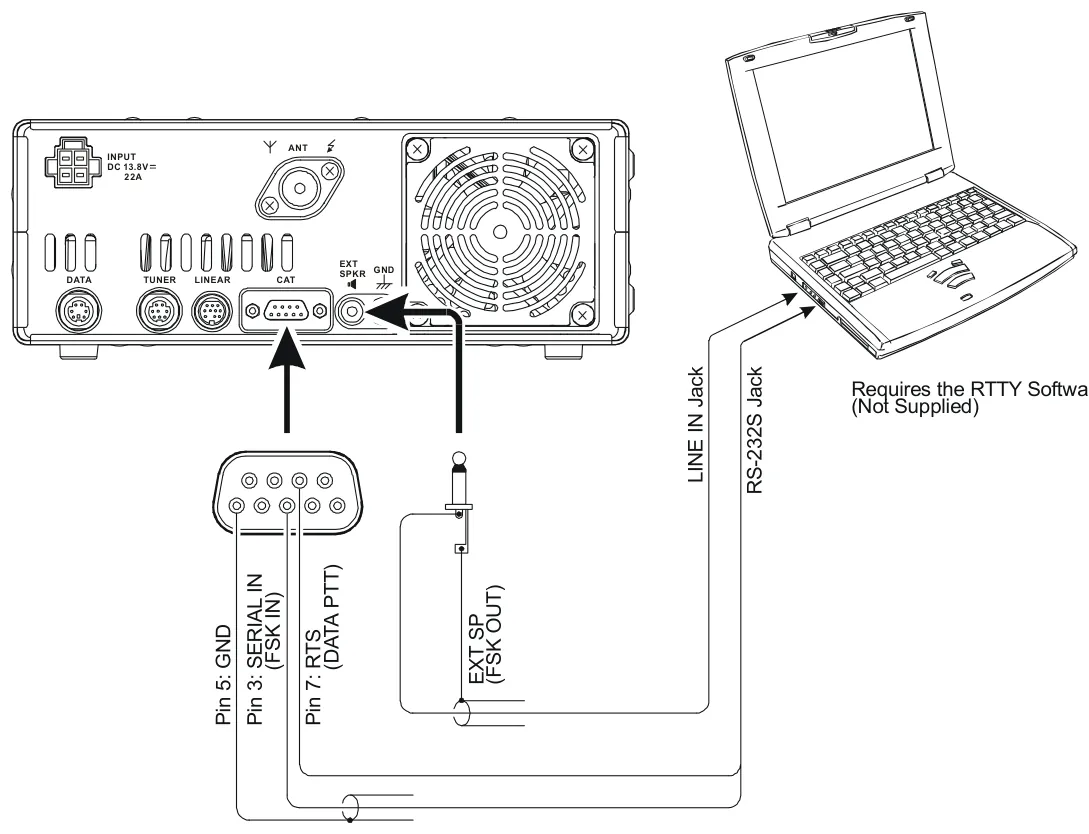 INPUT
DC 13.8V
22A
ANT
DATA
TUNER
LINEAR
CAT
EXT
SPKR
GND
Requires the RTTY Softwa
(Not Supplied)
LINE IN Jack
RS-232S Jack
Pin 5: GND
Pin 3: SERIAL IN
(FSK IN)
Pin 7: RTS
(DATA PTT)
EXT SP
(FSK OUT)